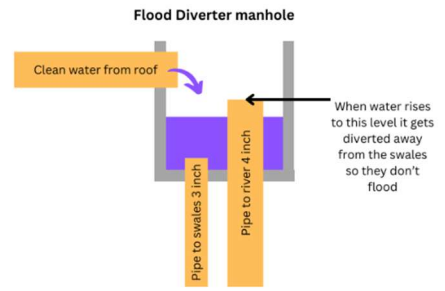 Flood Diverter manhole
Clean water from roof
When water rises
to this level it gets
diverted away
from the swales
so they don't
flood
Pipe to swales 3 inch
Pipe to river 4 inch